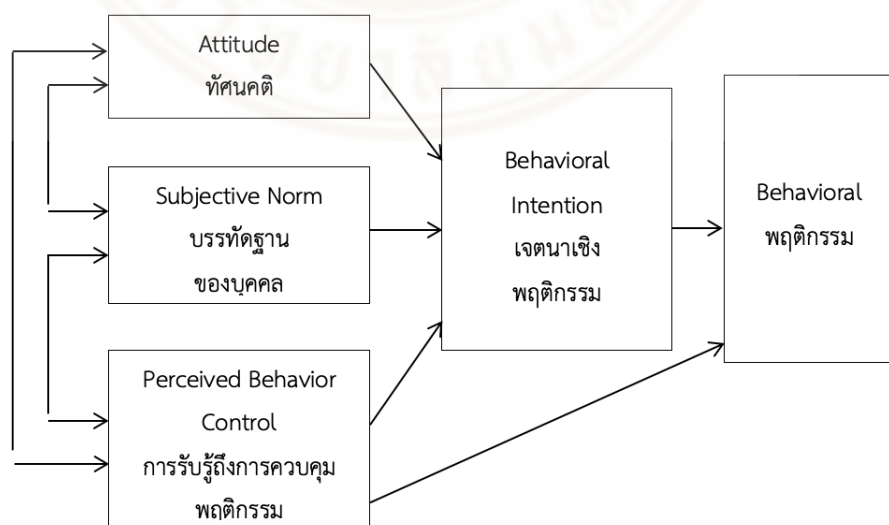 Attitude
ทัศนคติ
Subjective Norm
บรรทัดฐาน
ของบุคคล
Perceived Behavior
Control
การรับรู้ถึงการควบคุม
พฤติกรรม
Behavioral
Intention
เจตนาเชิง
พฤติกรรม
Behavioral
พฤติกรรม